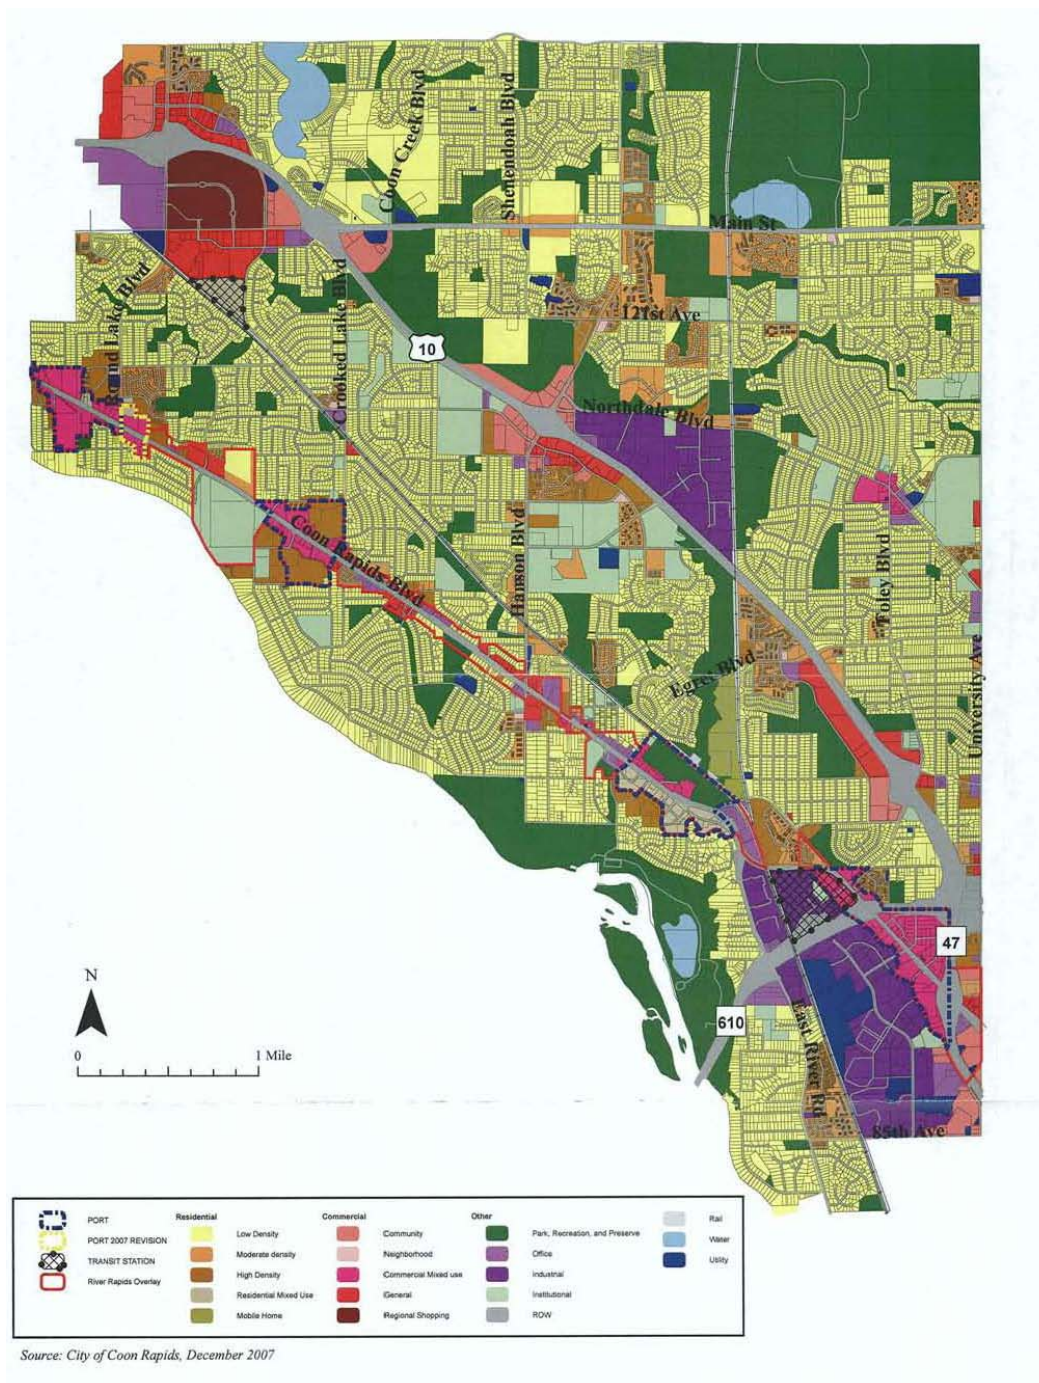 Coon Creek Blvd
Shenendoah Blvd
Main St
Round Lake Blvd
Crooked Lake Blvd
121st Ave
10
Northdale Blvd
Coon Rapids Blvd
Hanson Blvd
Foley Blvd
Egret Blvd
University Ave
47
N
610
East River Rd
0 1 Mile
85th Ave
PORT
PORT 2007 REVISION
TRANSIT STATION
River Rapids Overlay
Residential
Low Density
Moderate density
High Density
Residential Mixed Use
Mobile Home
Commercial
Community
Neighborhood
Commercial Mixed use
General
Regional Shopping
Other
Park, Recreation, and Preserve
Office
Industrial
Institutional
ROW
Rail
Water
Utility
Source: City of Coon Rapids, December 2007